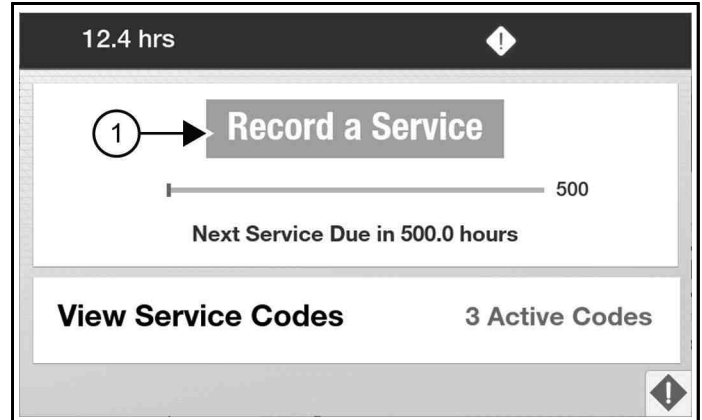 12.4 hrs
1
Record a Service
500
Next Service Due in 500.0 hours
View Service Codes
3 Active Codes